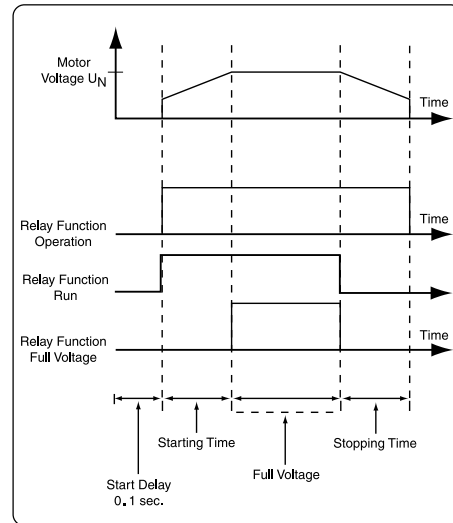 Motor
Voltage UN
Time
Relay Function
Operation
Time
Relay Function
Run
Relay Function
Full Voltage
Time
Starting Time
Stopping Time
Full Voltage
Start Delay
0.1 sec.